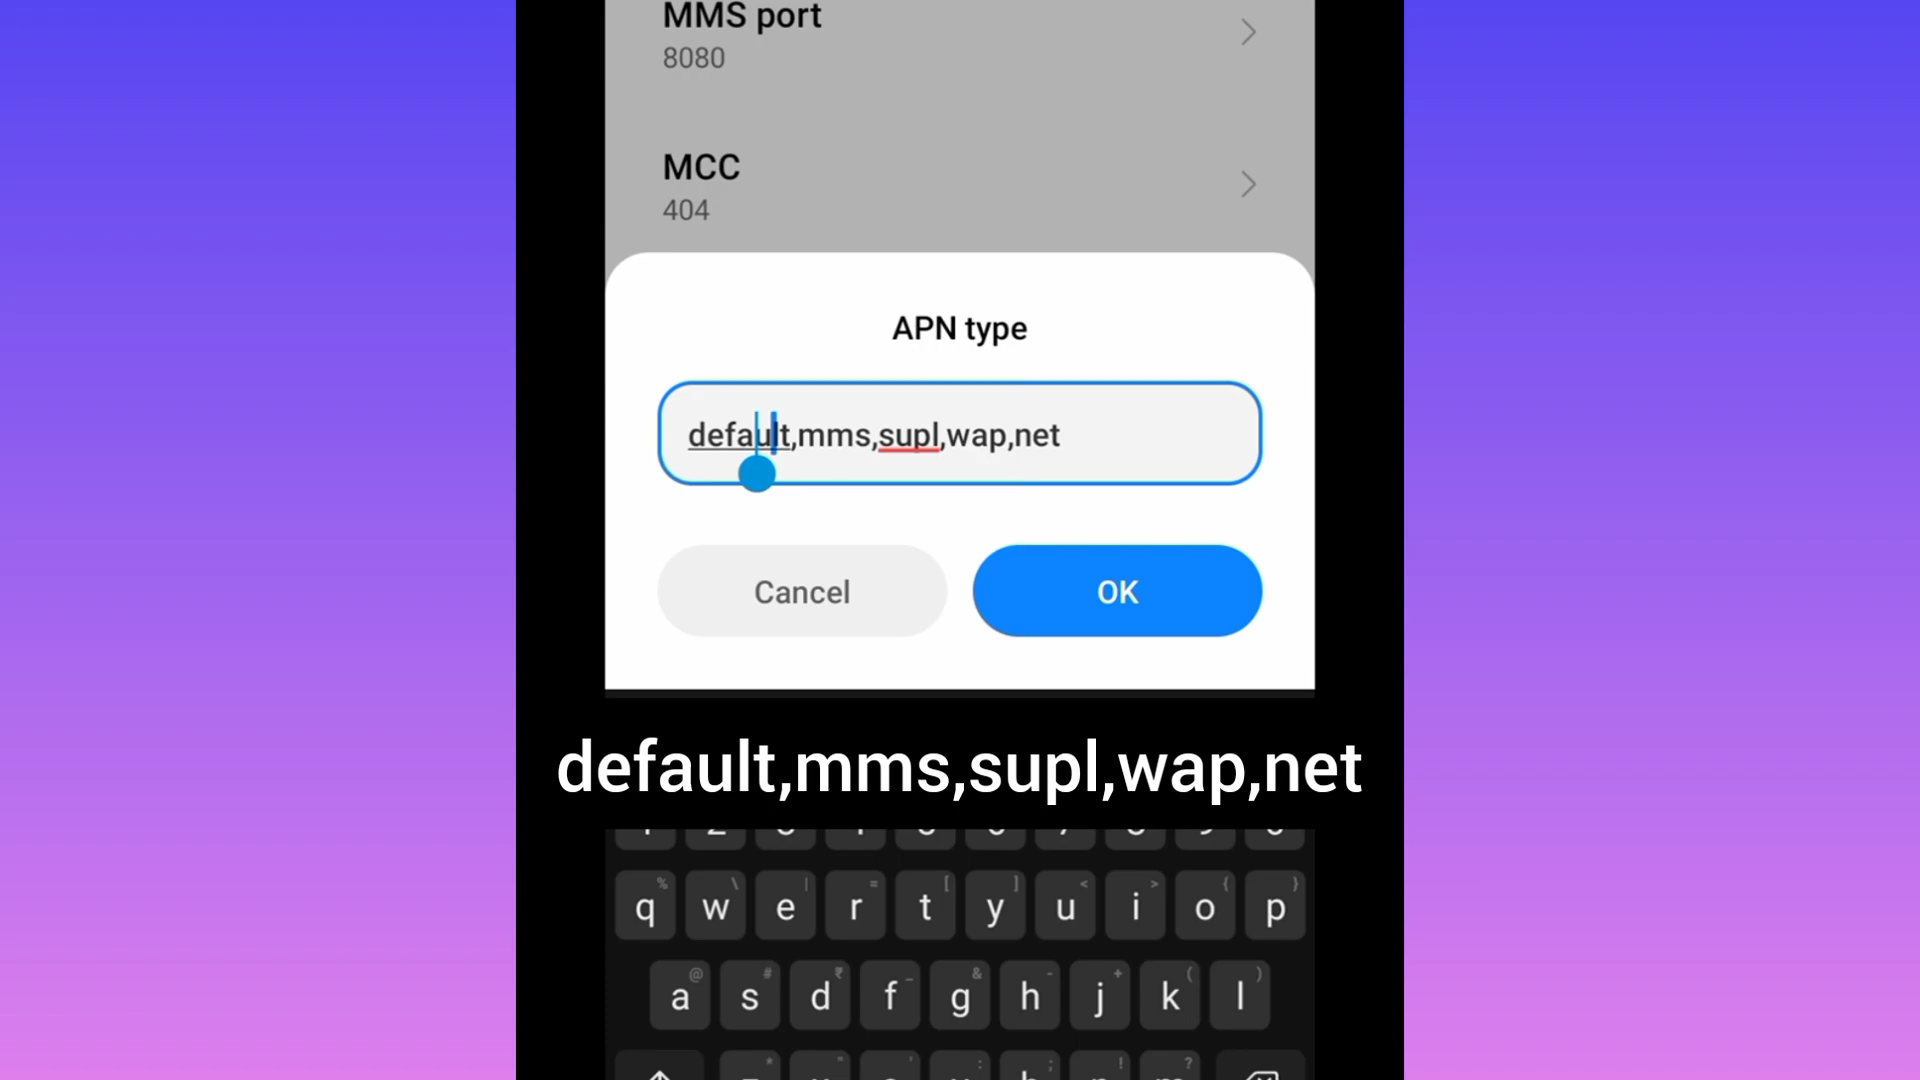 MMS port
8080
MCC
404
APN type
default,mms,supl,wap,net
Cancel
OK
default,mms,supl,wap,net
% \ | = [ ] < > { }
q w e r t y u i o p
@ # ₹ _ & - + ( )
a s d f g h j k l